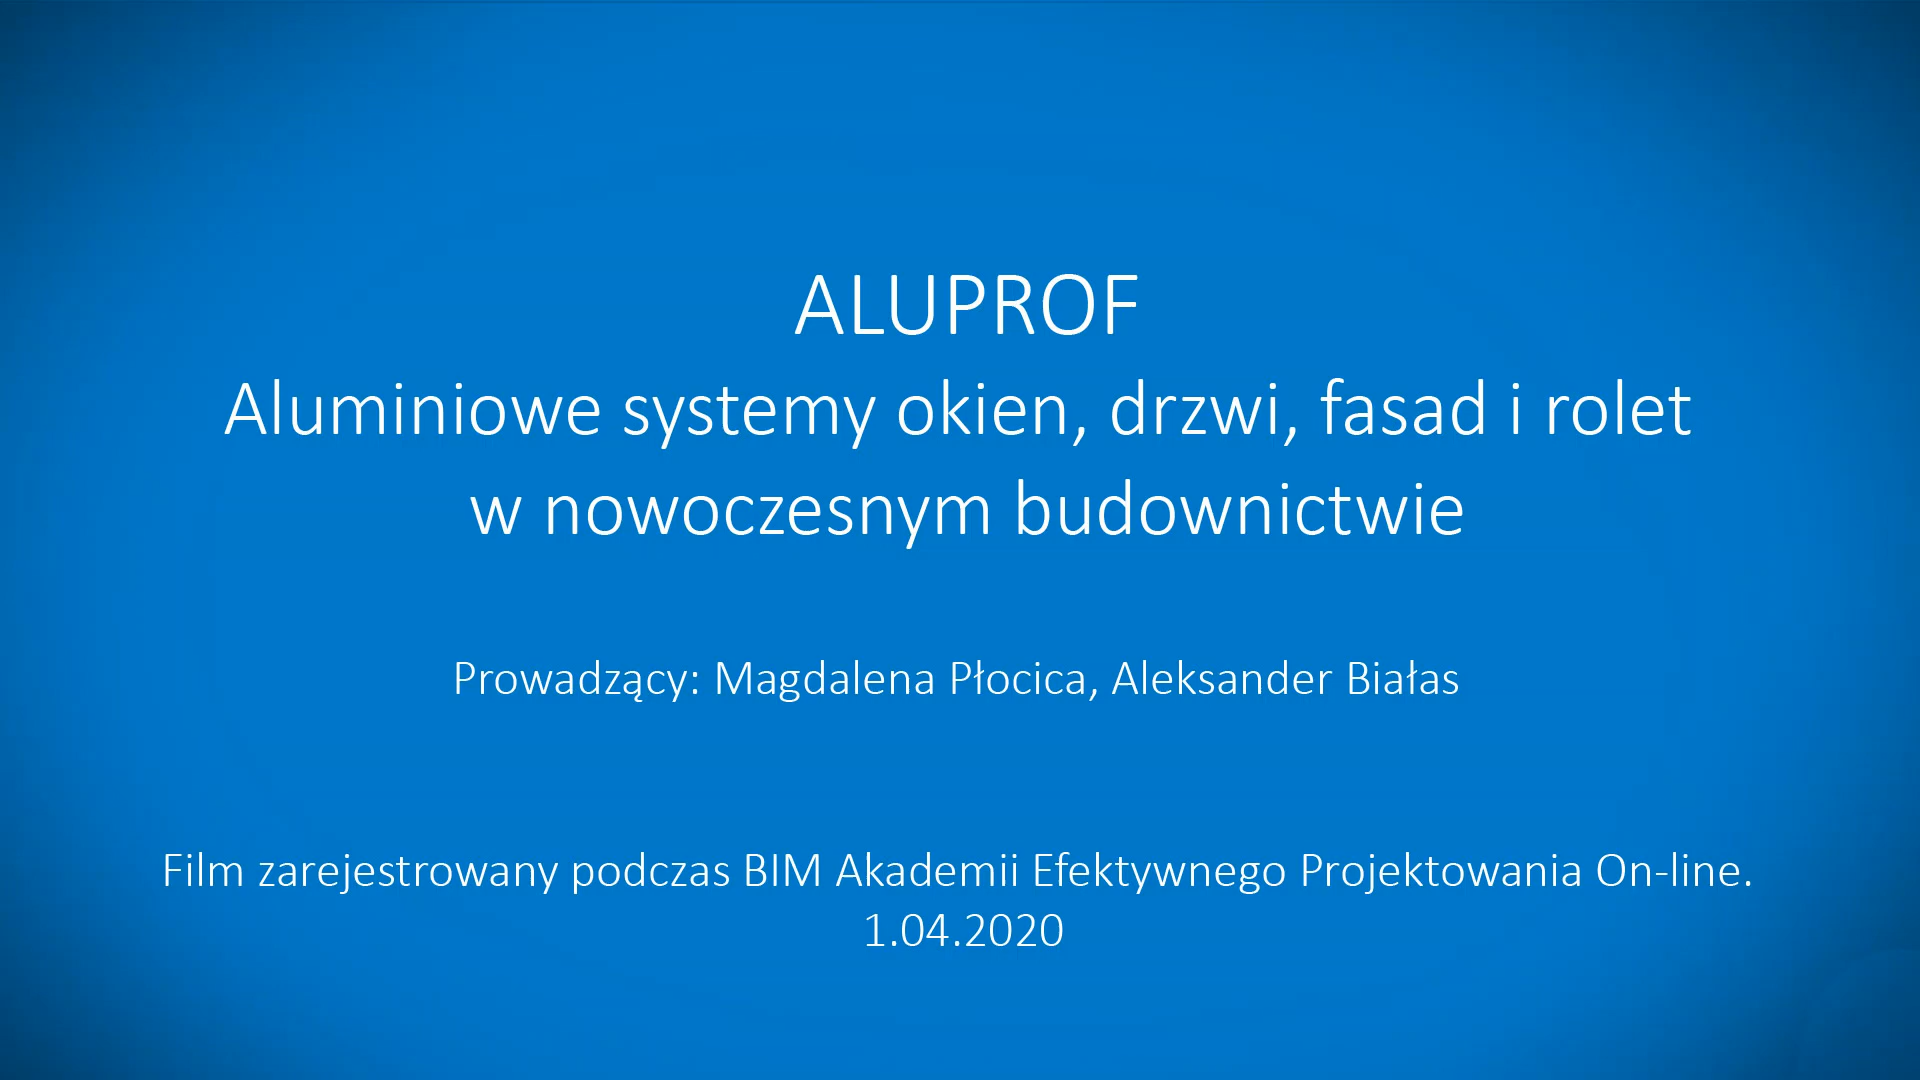 ALUPROF
Aluminiowe systemy okien, drzwi, fasad i rolet
w nowoczesnym budownictwie
Prowadzący: Magdalena Płocica, Aleksander Białas
Film zarejestrowany podczas BIM Akademii Efektywnego Projektowania On-line.
1.04.2020